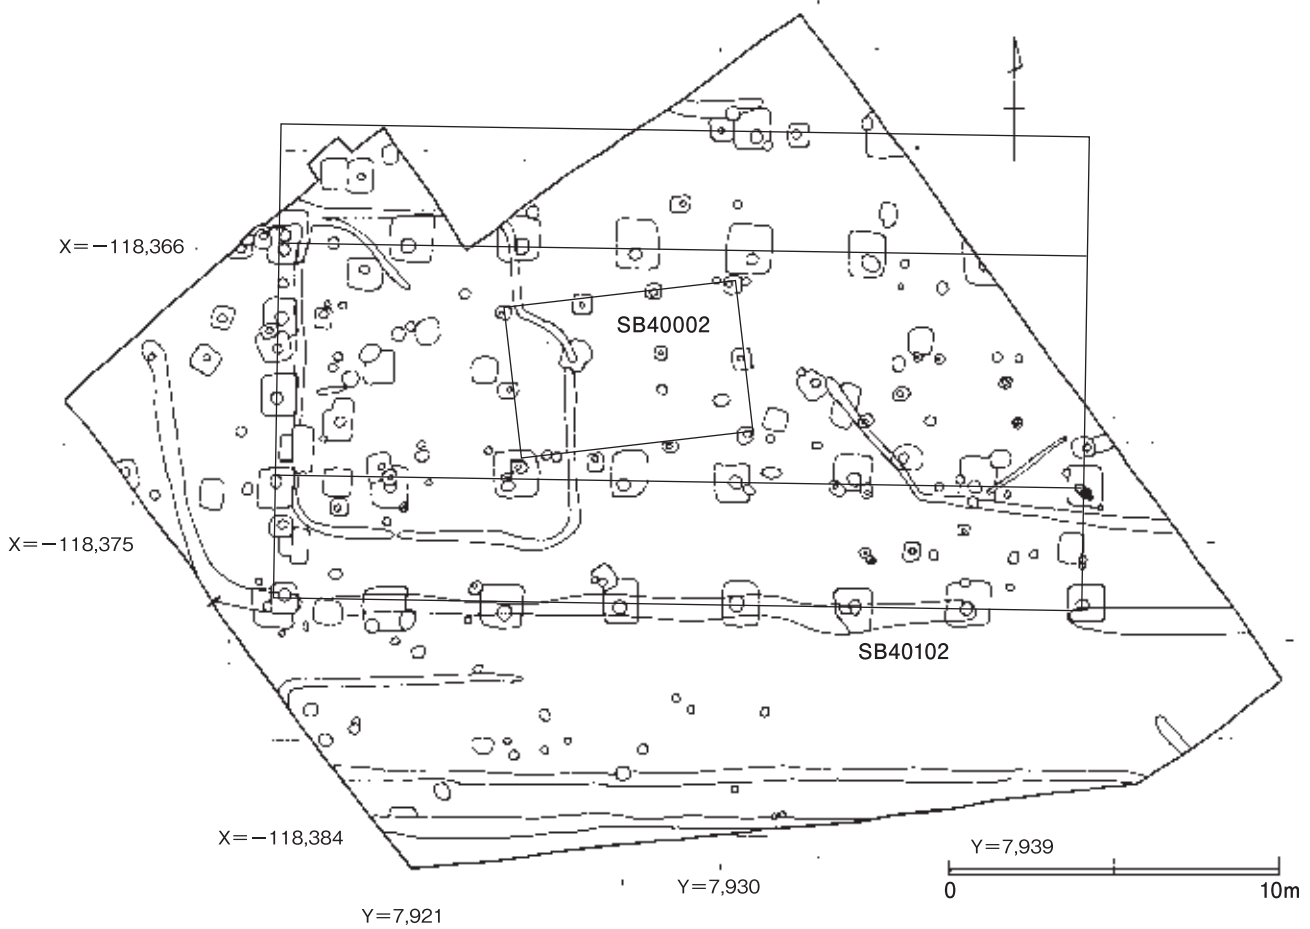 X=−118,366
SB40002
X=−118,375
SB40102
X=−118,384
Y=7,939
0 10m
Y=7,930
Y=7,921